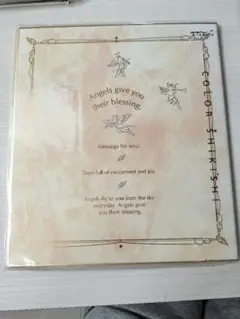 Angels give you
their blessing.
Message for you.
Days full of excitement and joy.
Angels fly to you from the sky
everyday. Angels give
you their blessing.
COLOR SHIKISHI